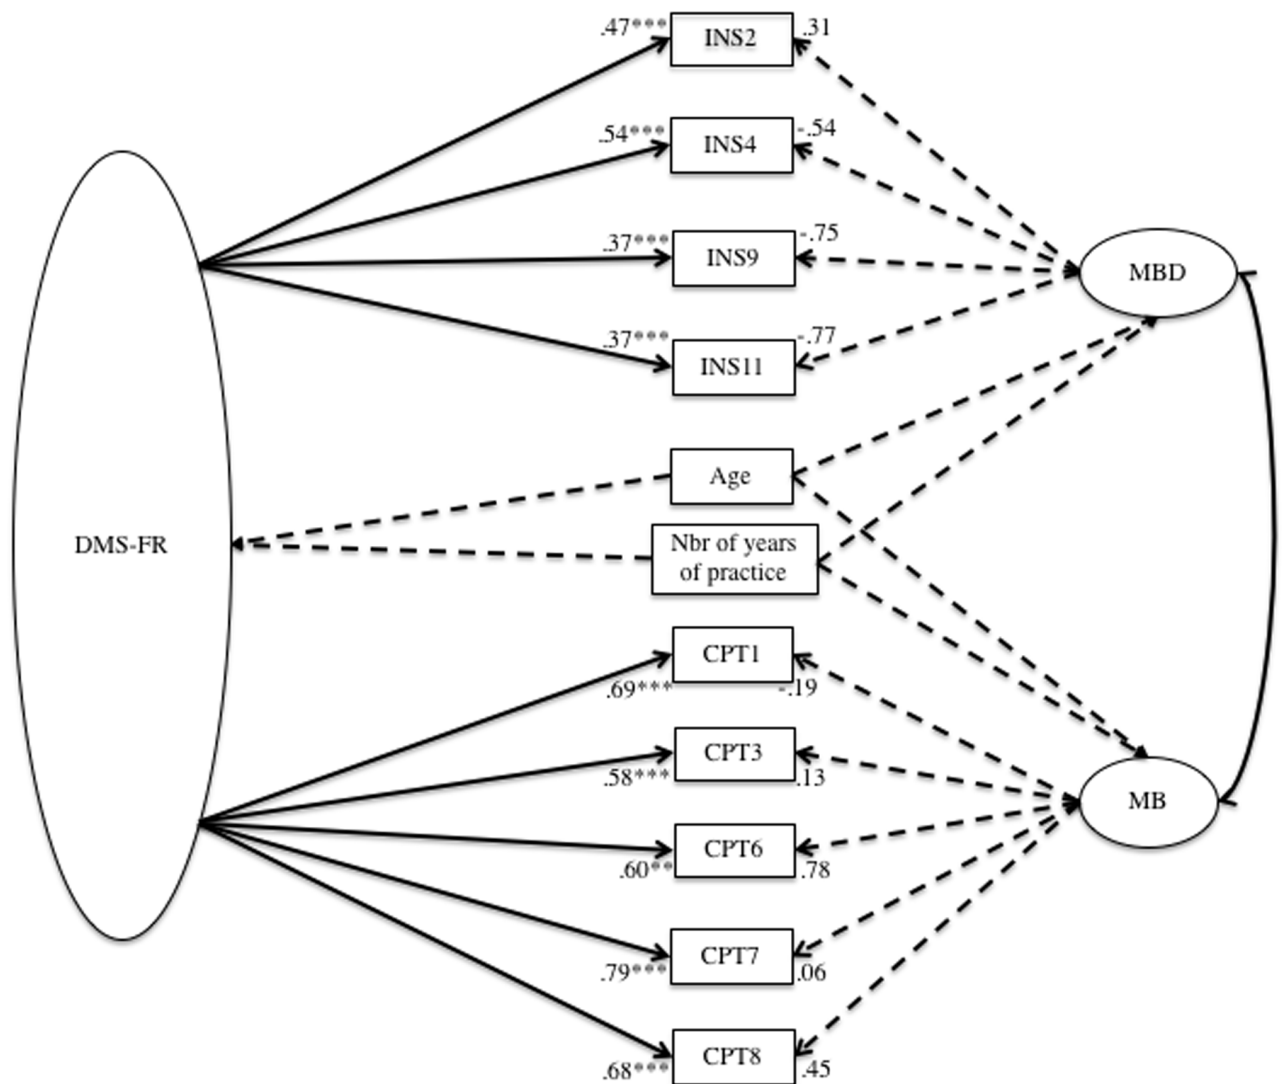 .47***
INS2
.31
.54***
INS4
-.54
.37***
INS9
-.75
MBD
.37***
INS11
-.77
Age
DMS-FR
Nbr of years
of practice
CPT1
.69***
-.19
CPT3
.58***
.13
MB
CPT6
.60**
.78
CPT7
.79***
.06
CPT8
.68***
.45